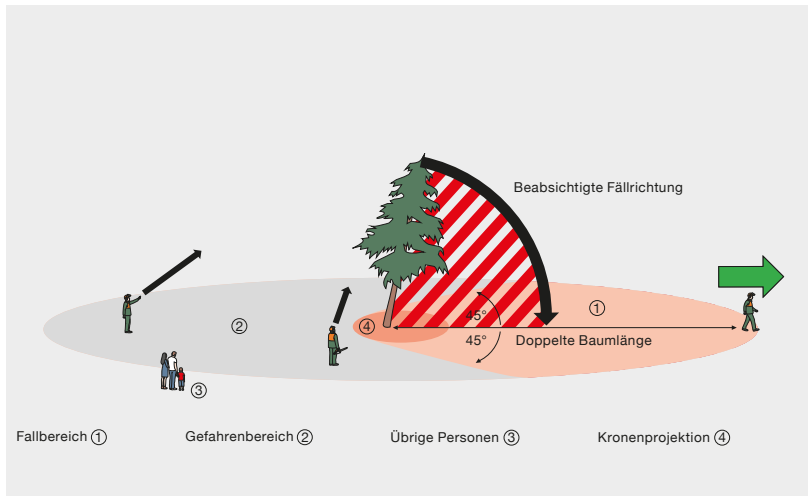 Beabsichtigte Fällrichtung
①
45°
②
④
45°
Doppelte Baumlänge
③
Fallbereich ①
Gefahrenbereich ②
Übrige Personen ③
Kronenprojektion ④